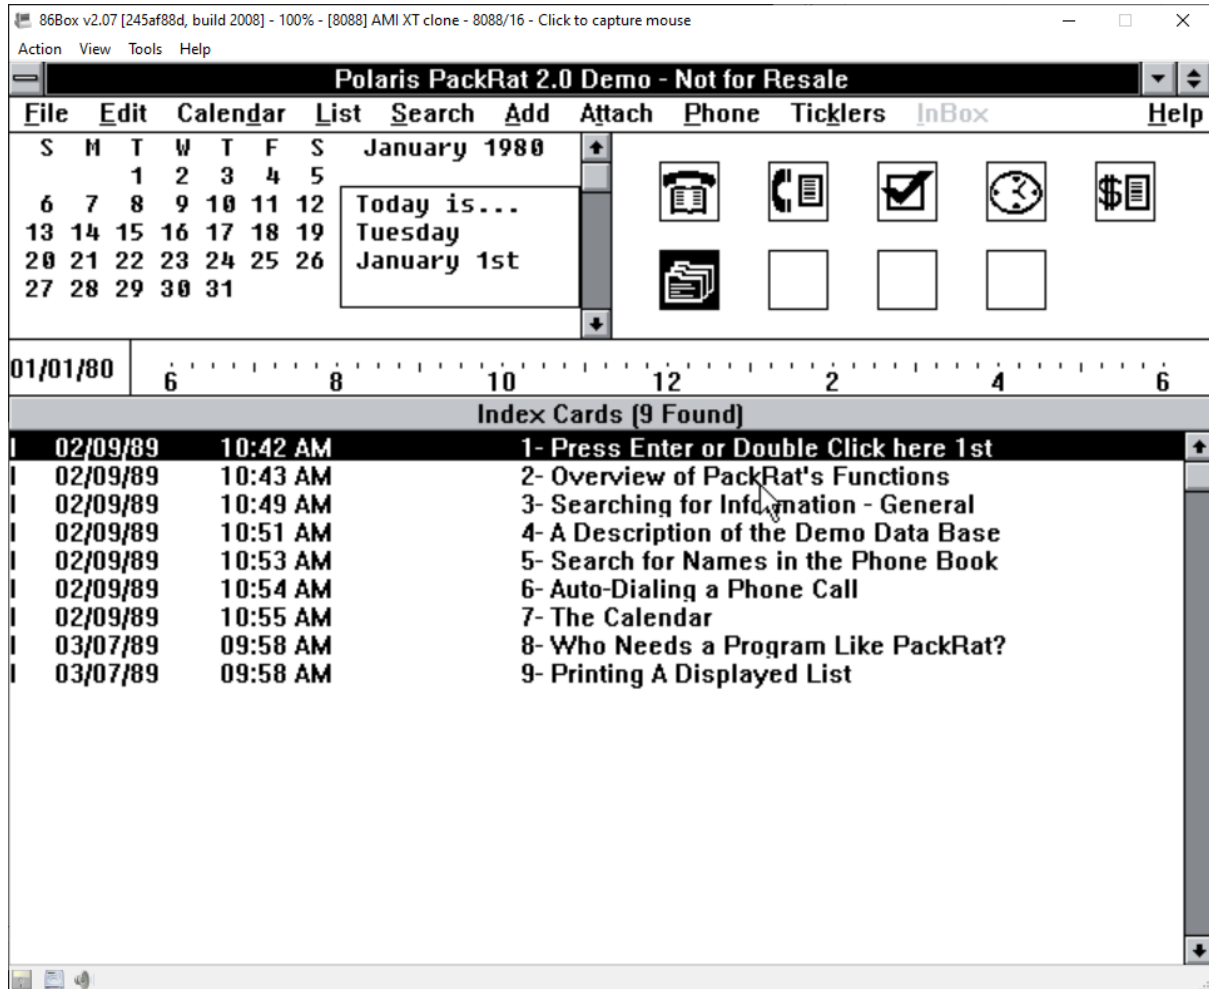 86Box v2.07 [245af88d, build 2008] - 100% - [8088] AMI XT clone - 8088/16 - Click to capture mouse
Action View Tools Help
Polaris PackRat 2.0 Demo - Not for Resale
File Edit Calendar List Search Add Attach Phone Ticklers InBox Help
S M T W T F S January 1980
1 2 3 4 5
6 7 8 9 10 11 12 Today is...
13 14 15 16 17 18 19 Tuesday
20 21 22 23 24 25 26 January 1st
27 28 29 30 31
01/01/80 6 8 10 12 2 4 6
Index Cards (9 Found)
I 02/09/89 10:42 AM 1- Press Enter or Double Click here 1st
I 02/09/89 10:43 AM 2- Overview of PackRat's Functions
I 02/09/89 10:49 AM 3- Searching for Information - General
I 02/09/89 10:51 AM 4- A Description of the Demo Data Base
I 02/09/89 10:53 AM 5- Search for Names in the Phone Book
I 02/09/89 10:54 AM 6- Auto-Dialing a Phone Call
I 02/09/89 10:55 AM 7- The Calendar
I 03/07/89 09:58 AM 8- Who Needs a Program Like PackRat?
I 03/07/89 09:58 AM 9- Printing A Displayed List